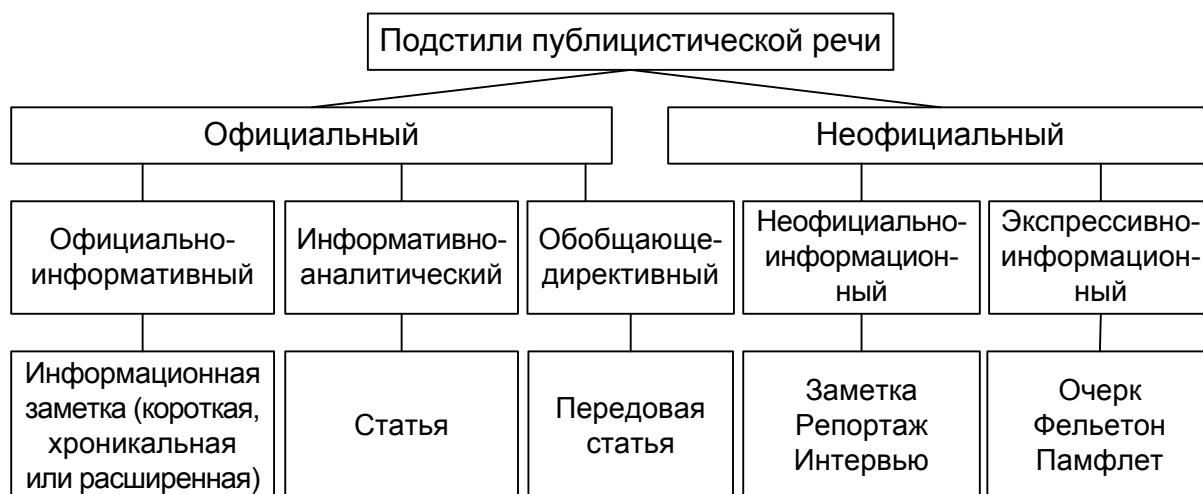 Подстили публицистической речи
Официальный
Неофициальный
Официально-
информативный
Информативно-
аналитический
Обобщающе-
директивный
Неофициально-
информацион-
ный
Экспрессивно-
информацион-
ный
Информационная
заметка (короткая,
хроникальная
или расширенная)
Статья
Передовая
статья
Заметка
Репортаж
Интервью
Очерк
Фельетон
Памфлет